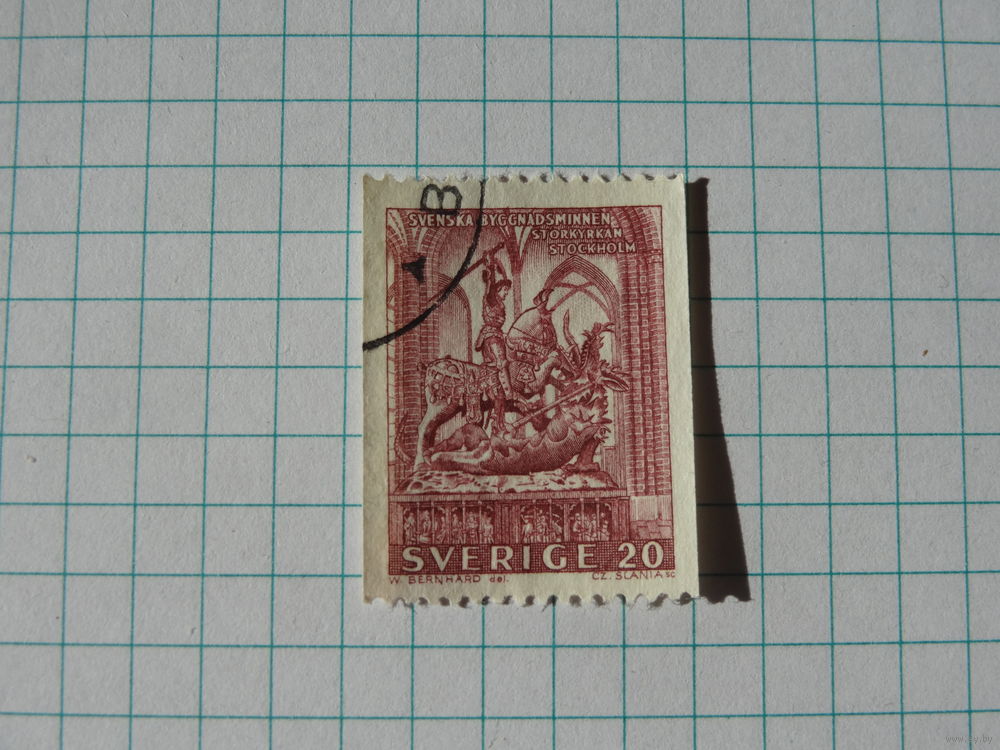 B
A
SVENSKA BYGGNADSMINNEN:
STORKYRKAN
STOCKHOLM
SVERIGE 20
W. BERNHARD del. CZ. SLANIA sc